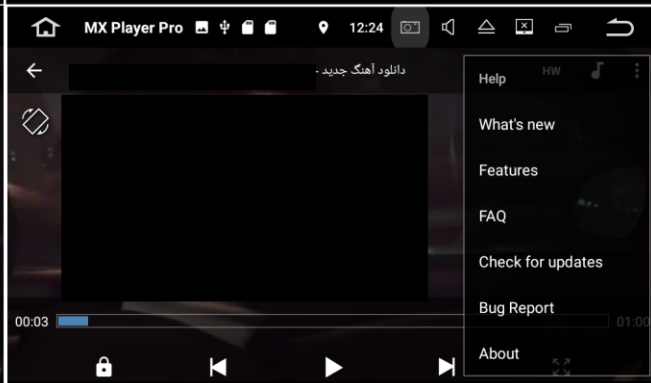 MX Player Pro 12:24
دانلود آهنگ جدید -
HW
Help
What's new
Features
FAQ
Check for updates
Bug Report
About
00:03
01:00